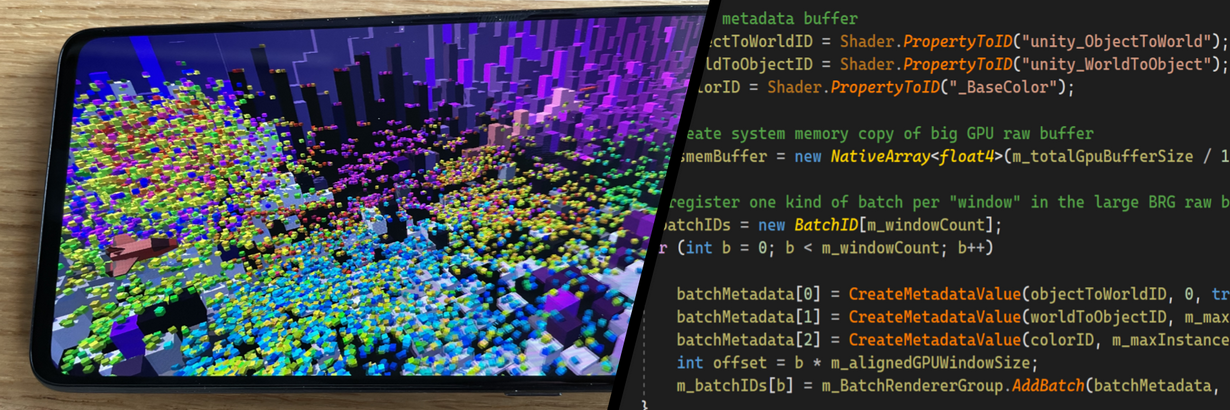 metadata buffer
ectToWorldID = Shader.PropertyToID("unity_ObjectToWorld");
ldToObjectID = Shader.PropertyToID("unity_WorldToObject");
lorID = Shader.PropertyToID("_BaseColor");
eate system memory copy of big GPU raw buffer
smemBuffer = new NativeArray<float4>(m_totalGpuBufferSize / 1
register one kind of batch per "window" in the large BRG raw b
batchIDs = new BatchID[m_windowCount];
r (int b = 0; b < m_windowCount; b++)
batchMetadata[0] = CreateMetadataValue(objectToWorldID, 0, tr
batchMetadata[1] = CreateMetadataValue(worldToObjectID, m_max
batchMetadata[2] = CreateMetadataValue(colorID, m_maxInstance
int offset = b * m_alignedGPUWindowSize;
m_batchIDs[b] = m_BatchRendererGroup.AddBatch(batchMetadata,
}